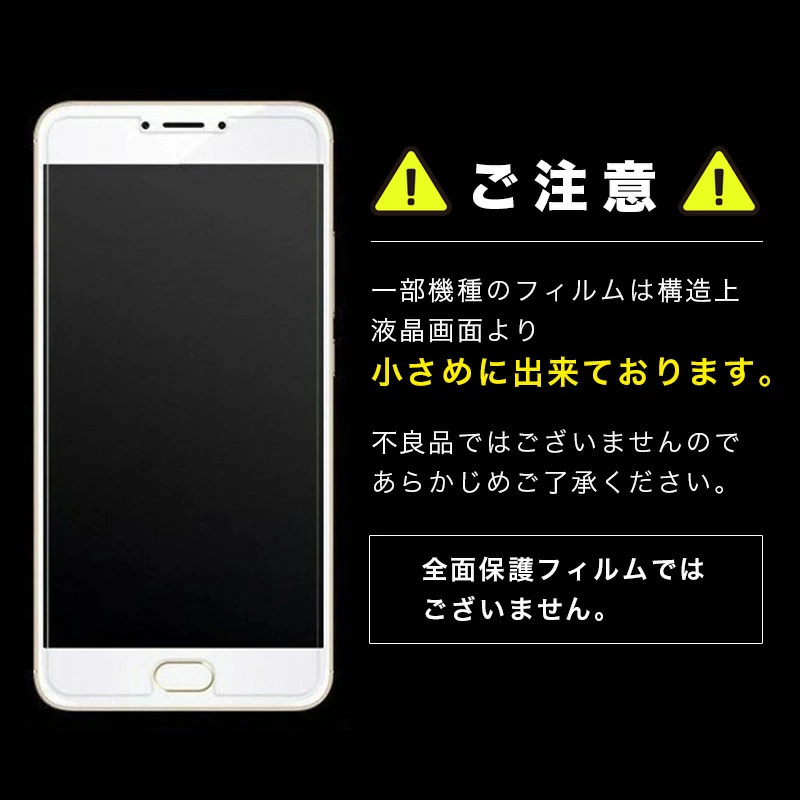 ご注意
一部機種のフィルムは構造上
液晶画面より
小さめに出来ております。
不良品ではございませんので
あらかじめご了承ください。
全面保護フィルムでは
ございません。